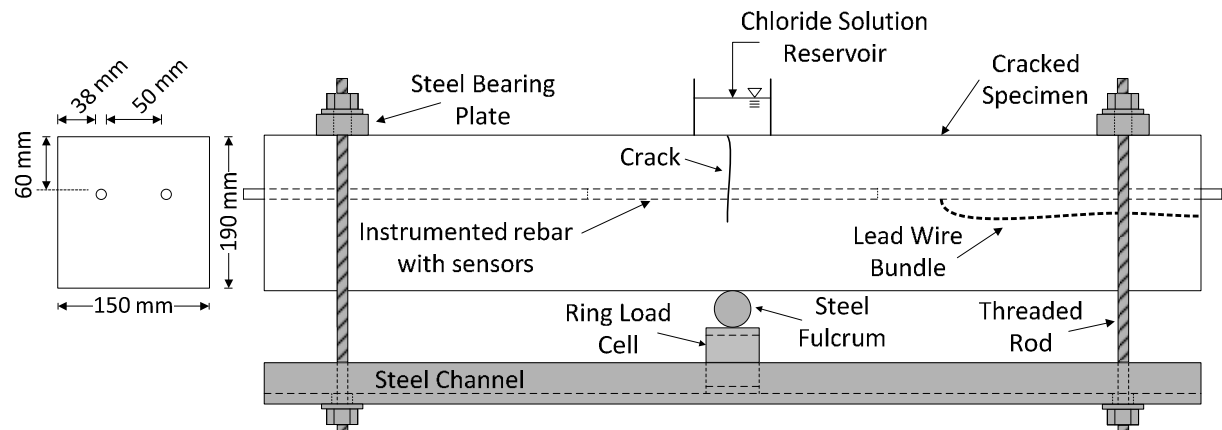 38 mm
50 mm
60 mm
190 mm
150 mm
Steel Bearing
Plate
Chloride Solution
Reservoir
Cracked
Specimen
Crack
Instrumented rebar
with sensors
Lead Wire
Bundle
Ring Load
Cell
Steel
Fulcrum
Threaded
Rod
Steel Channel